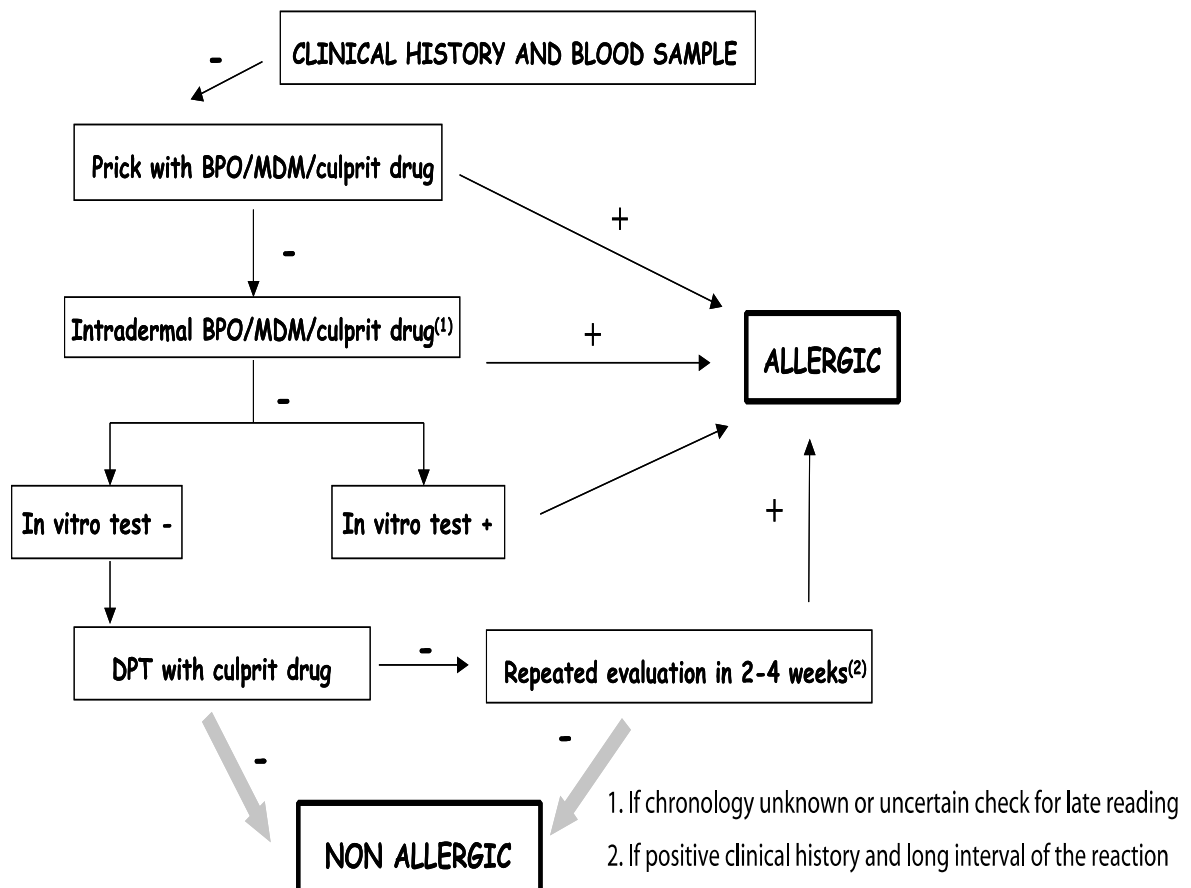 CLINICAL HISTORY AND BLOOD SAMPLE
-
Prick with BPO/MDM/culprit drug
+
-
Intradermal BPO/MDM/culprit drug(1)
+
ALLERGIC
-
In vitro test -
In vitro test +
+
DPT with culprit drug
-
Repeated evaluation in 2-4 weeks(2)
-
-
NON ALLERGIC
1. If chronology unknown or uncertain check for late reading
2. If positive clinical history and long interval of the reaction